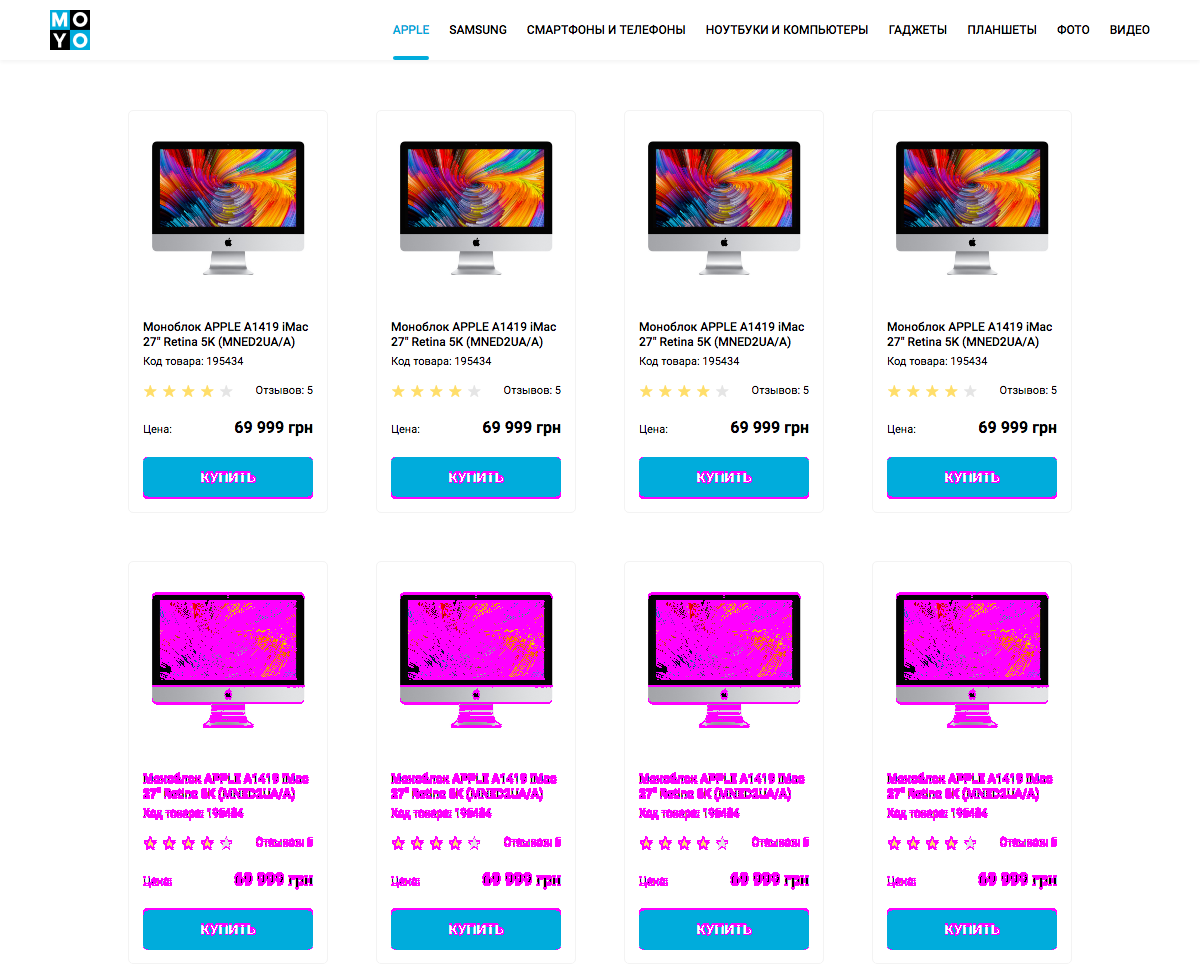 MO
YO
APPLE SAMSUNG СМАРТФОНЫ И ТЕЛЕФОНЫ НОУТБУКИ И КОМПЬЮТЕРЫ ГАДЖЕТЫ ПЛАНШЕТЫ ФОТО ВИДЕО
Моноблок APPLE A1419 iMac
27" Retina 5K (MNED2UA/A)
Код товара: 195434
Отзывов: 5
Цена: 69 999 грн
КУПИТЬ
Моноблок APPLE A1419 iMac
27" Retina 5K (MNED2UA/A)
Код товара: 195434
Отзывов: 5
Цена: 69 999 грн
КУПИТЬ
Моноблок APPLE A1419 iMac
27" Retina 5K (MNED2UA/A)
Код товара: 195434
Отзывов: 5
Цена: 69 999 грн
КУПИТЬ
Моноблок APPLE A1419 iMac
27" Retina 5K (MNED2UA/A)
Код товара: 195434
Отзывов: 5
Цена: 69 999 грн
КУПИТЬ
Моноблок APPLE A1419 iMac
27" Retina 5K (MNED2UA/A)
Код товара: 195434
Отзывов: 5
Цена: 69 999 грн
КУПИТЬ
Моноблок APPLE A1419 iMac
27" Retina 5K (MNED2UA/A)
Код товара: 195434
Отзывов: 5
Цена: 69 999 грн
КУПИТЬ
Моноблок APPLE A1419 iMac
27" Retina 5K (MNED2UA/A)
Код товара: 195434
Отзывов: 5
Цена: 69 999 грн
КУПИТЬ
Моноблок APPLE A1419 iMac
27" Retina 5K (MNED2UA/A)
Код товара: 195434
Отзывов: 5
Цена: 69 999 грн
КУПИТЬ